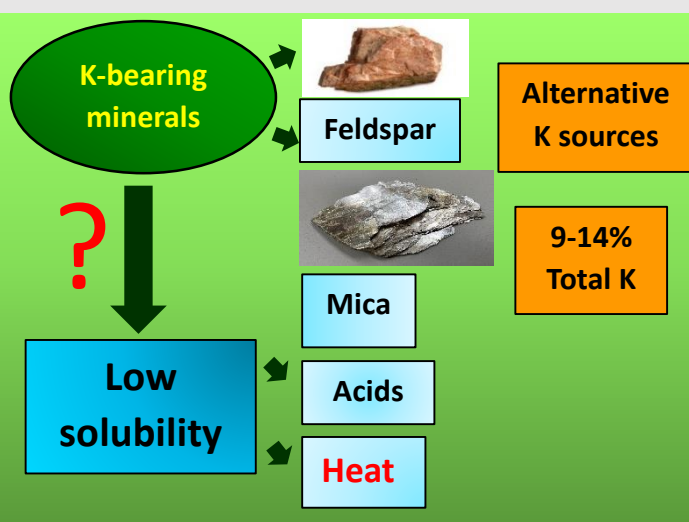 K-bearing
minerals
Feldspar
Alternative
K sources
?
9-14%
Total K
Mica
Low
solubility
Acids
Heat